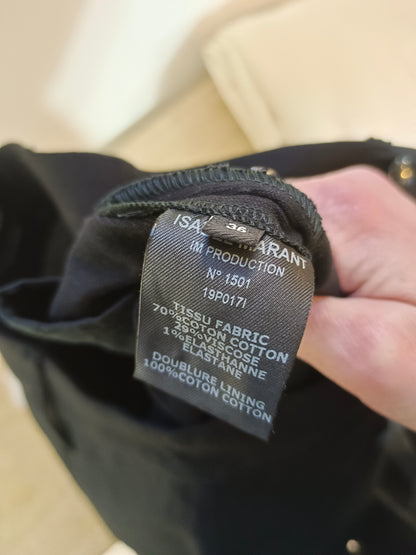 36
ISA MARANT
IM PRODUCTION
N° 1501
19P017I
TISSU FABRIC
70%COTON COTTON
29%VISCOSE
1%ELASTHANNE
ELASTANE
DOUBLURE LINING
100%COTON COTTON